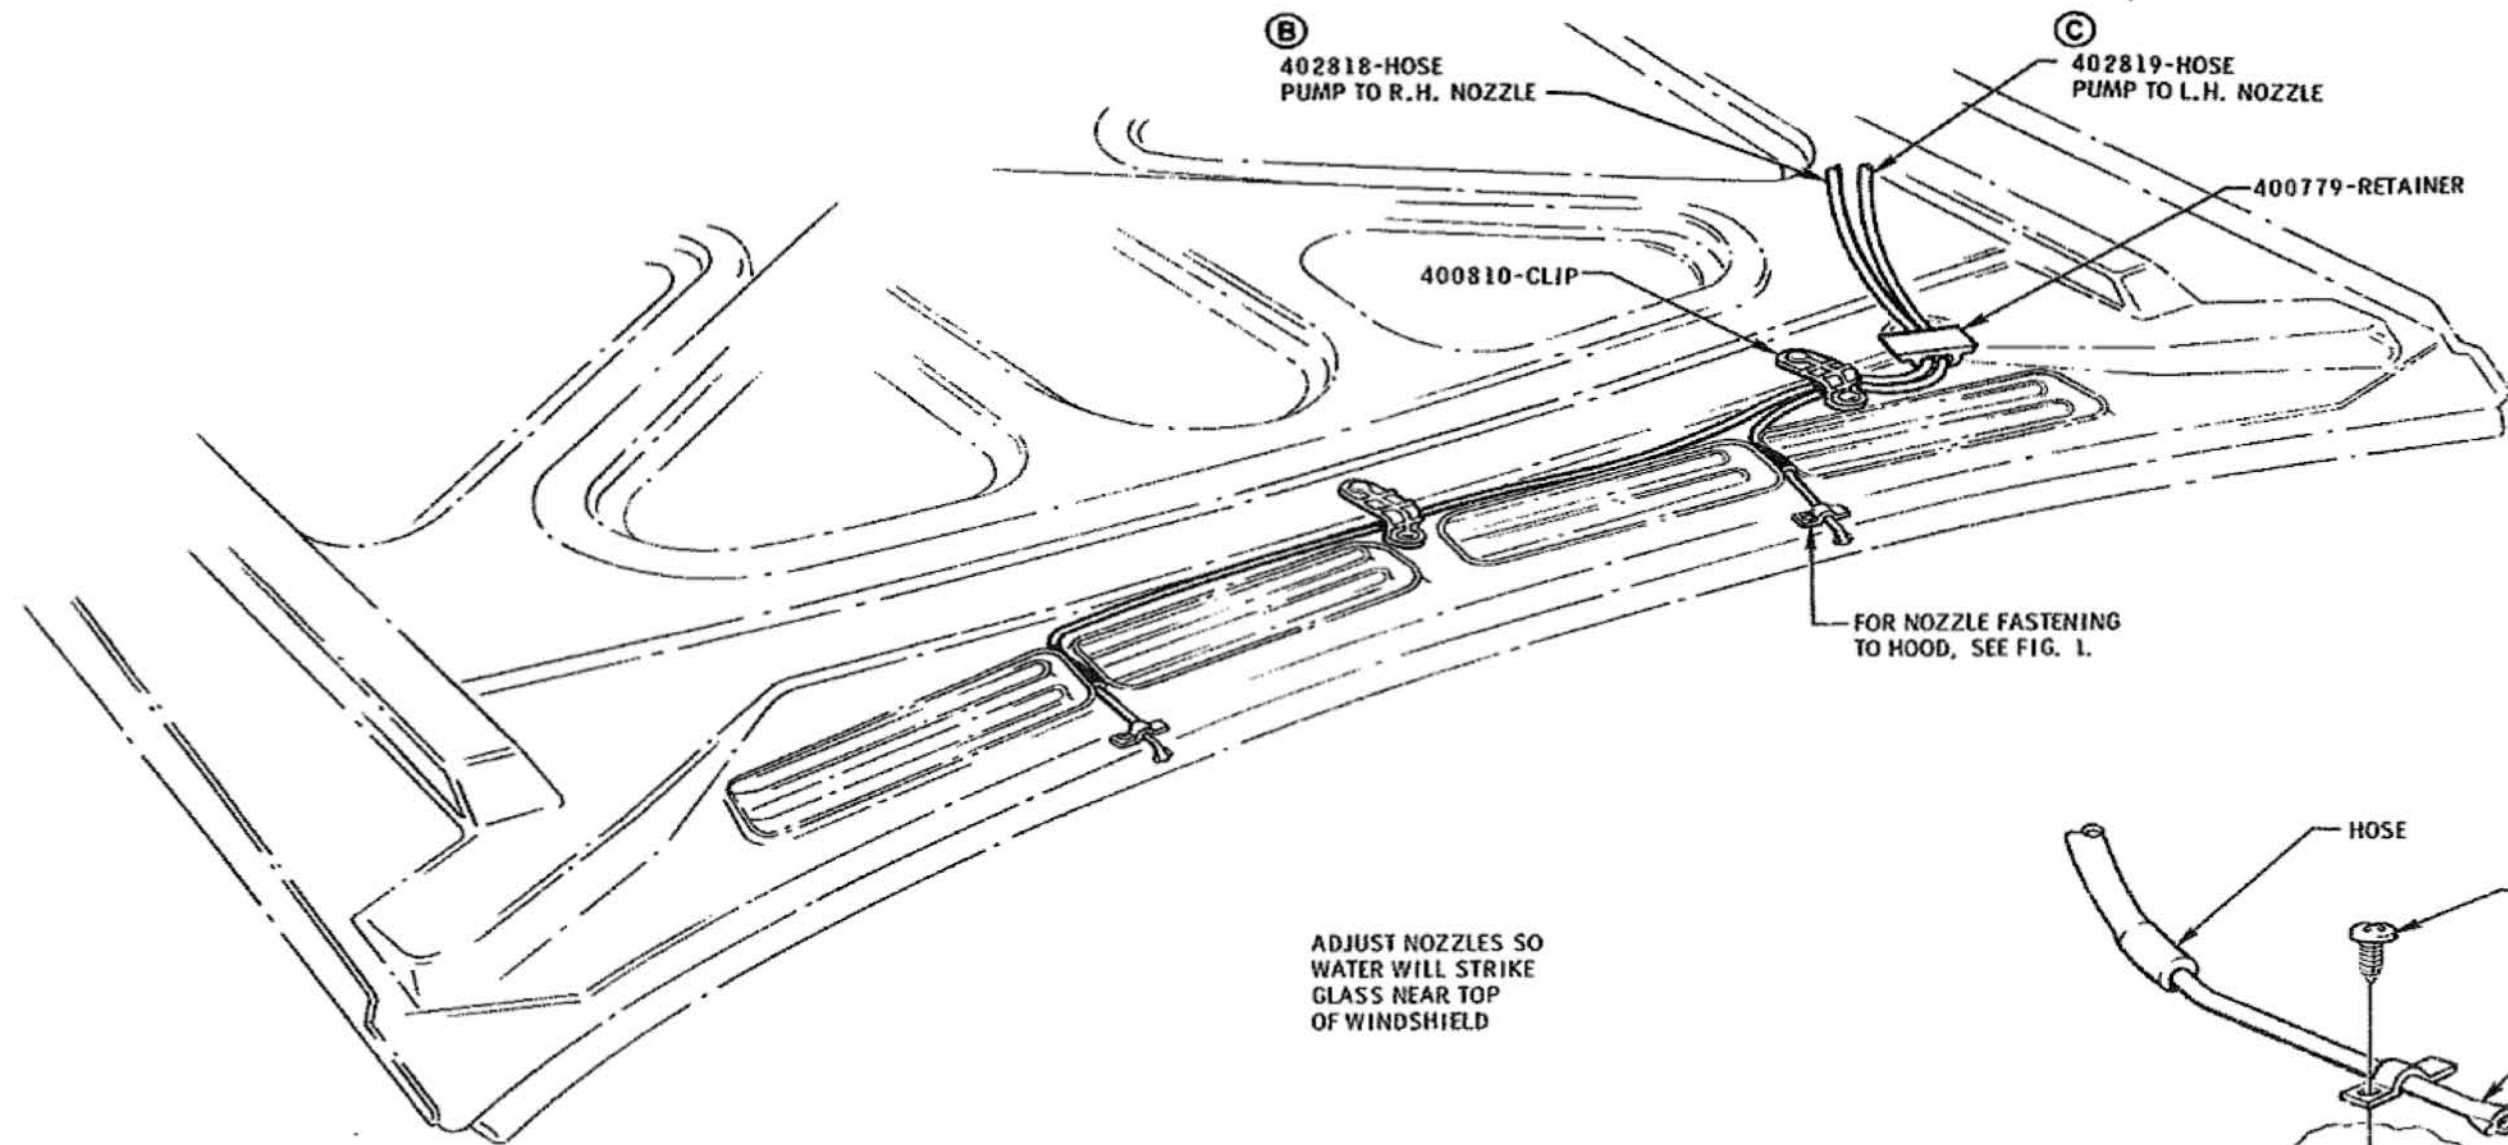 B
402818-HOSE
PUMP TO R.H. NOZZLE
C
402819-HOSE
PUMP TO L.H. NOZZLE
400779-RETAINER
400810-CLIP
FOR NOZZLE FASTENING
TO HOOD, SEE FIG. 1.
HOSE
ADJUST NOZZLES SO
WATER WILL STRIKE
GLASS NEAR TOP
OF WINDSHIELD